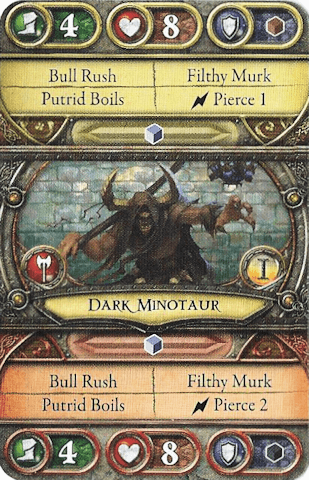 4 8
Bull Rush Filthy Murk
Putrid Boils Pierce 1
Dark Minotaur
I
Bull Rush Filthy Murk
Putrid Boils Pierce 2
4 8